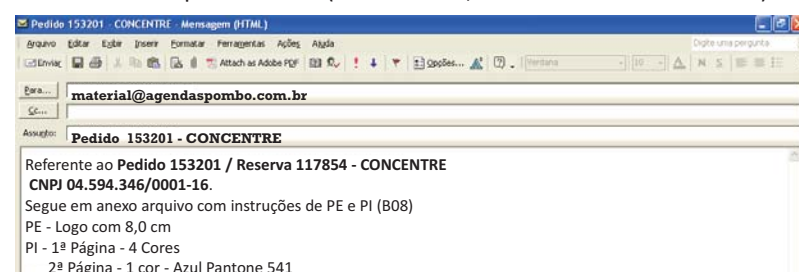 Pedido 153201 - CONCENTRE - Mensagem (HTML)
Arquivo Editar Exibir Inserir Formatar Ferramentas Ações Ajuda Digite uma pergunta
Enviar Attach as Adobe PDF Opções... Verdana 10 N S
Para... material@agendaspombo.com.br
Cc...
Assunto: Pedido 153201 - CONCENTRE
Referente ao Pedido 153201 / Reserva 117854 - CONCENTRE
CNPJ 04.594.346/0001-16.
Segue em anexo arquivo com instruções de PE e PI (B08)
PE - Logo com 8,0 cm
PI - 1ª Página - 4 Cores
2ª Página - 1 cor - Azul Pantone 541